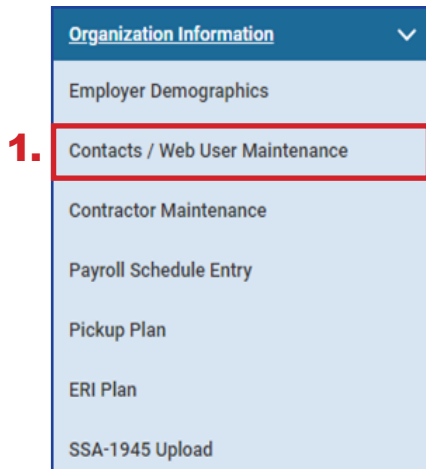 Organization Information
Employer Demographics
1. Contacts / Web User Maintenance
Contractor Maintenance
Payroll Schedule Entry
Pickup Plan
ERI Plan
SSA-1945 Upload